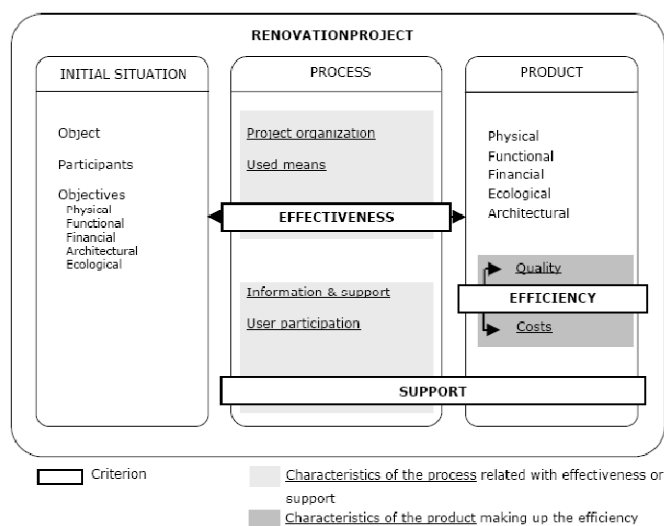 RENOVATIONPROJECT
INITIAL SITUATION
Object
Participants
Objectives
Physical
Functional
Financial
Architectural
Ecological
PROCESS
Project organization
Used means
EFFECTIVENESS
Information & support
User participation
PRODUCT
Physical
Functional
Financial
Ecological
Architectural
Quality
EFFICIENCY
Costs
SUPPORT
Criterion
Characteristics of the process related with effectiveness or
support
Characteristics of the product making up the efficiency